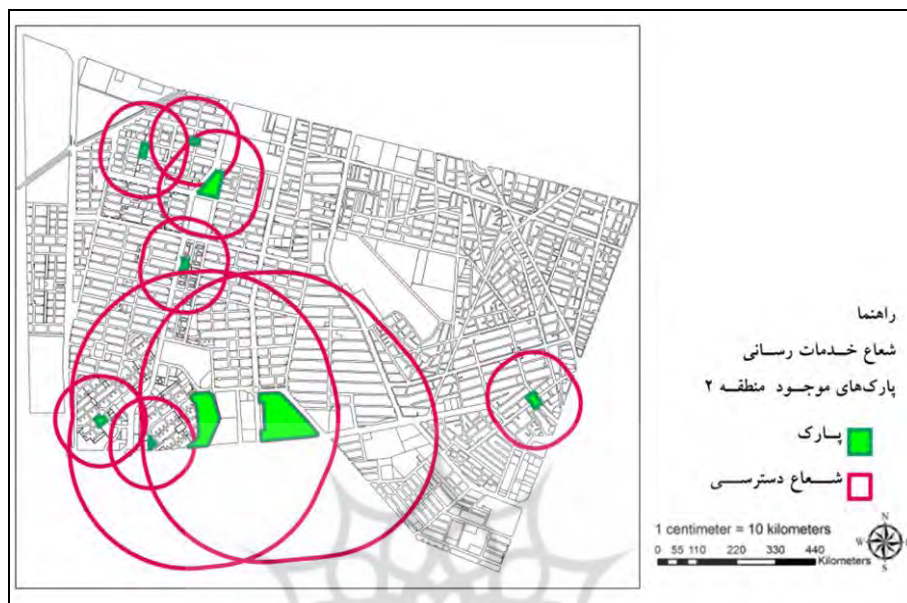 راهنما
شعاع خدمات رسانی
پارک‌های موجود منطقه ۲
پارک
شعاع دسترسی
1 centimeter = 10 kilometers
N
W
E
S
0 55 110 220 330 440
Kilometers